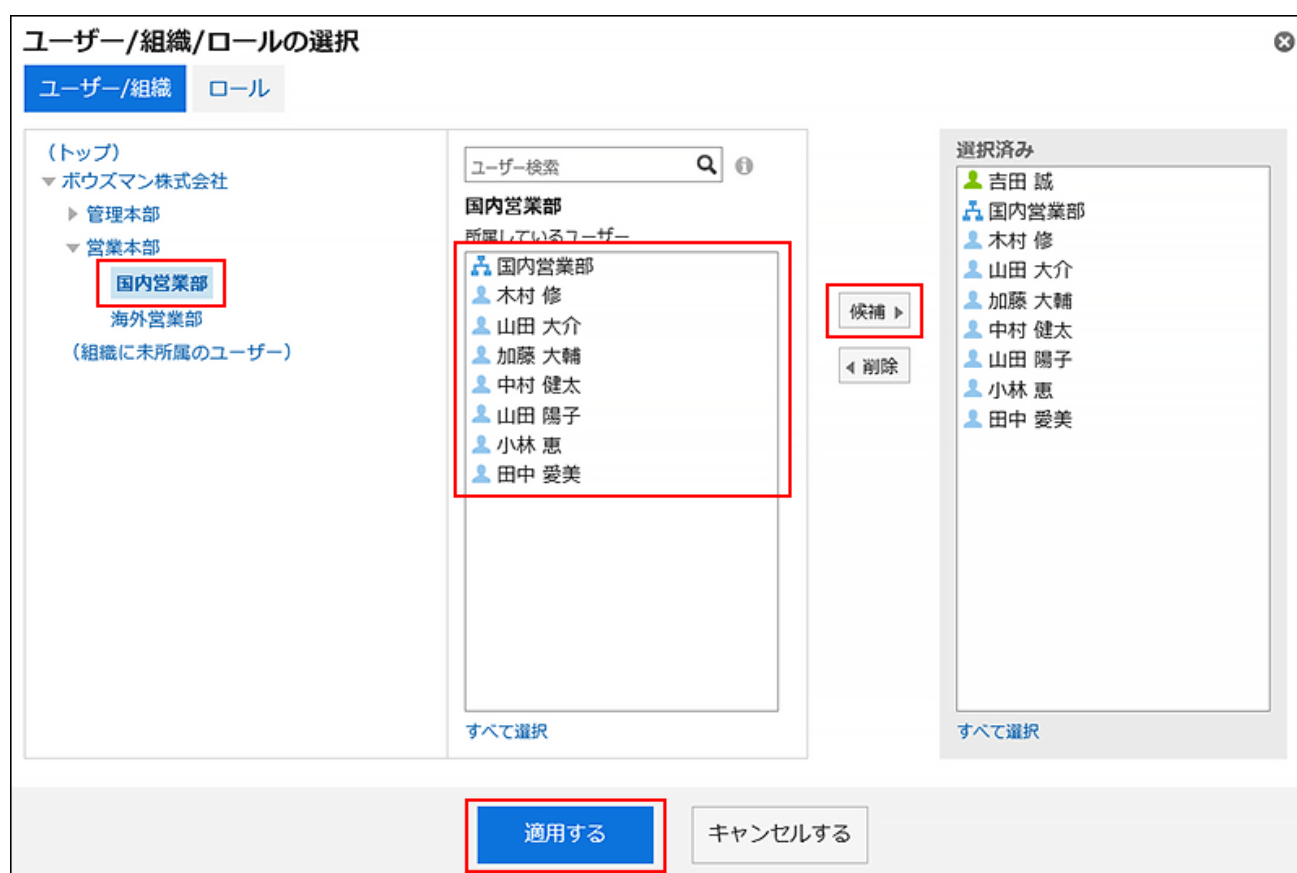 ユーザー/組織/ロールの選択
ユーザー/組織
ロール
(トップ)
ボウズマン株式会社
管理本部
営業本部
国内営業部
海外営業部
(組織に未所属のユーザー)
ユーザー検索
国内営業部
所属しているユーザー
国内営業部
木村 修
山田 大介
加藤 大輔
中村 健太
山田 陽子
小林 恵
田中 愛美
すべて選択
候補
削除
選択済み
吉田 誠
国内営業部
木村 修
山田 大介
加藤 大輔
中村 健太
山田 陽子
小林 恵
田中 愛美
すべて選択
適用する
キャンセルする